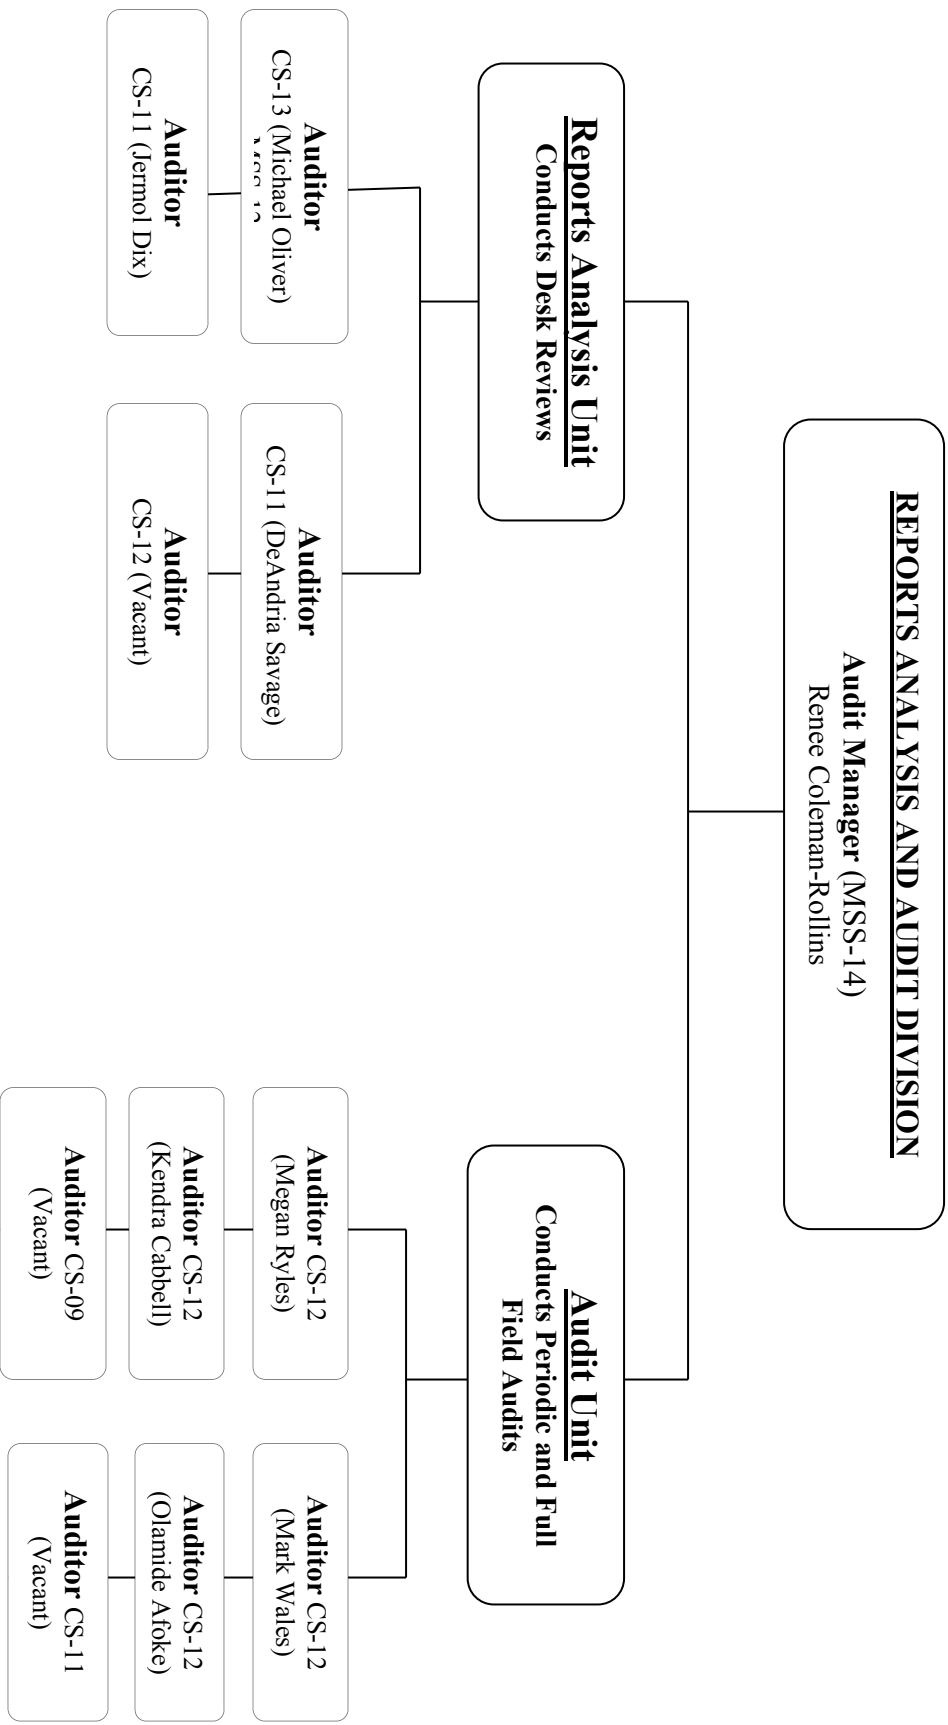 REPORTS ANALYSIS AND AUDIT DIVISION
Audit Manager (MSS-14)
Renee Coleman-Rollins
Reports Analysis Unit
Conducts Desk Reviews
Auditor
CS-13 (Michael Oliver)
Auditor
CS-11 (Jermol Dix)
Auditor
CS-11 (DeAndria Savage)
Auditor
CS-12 (Vacant)
Audit Unit
Conducts Periodic and Full
Field Audits
Auditor CS-12
(Megan Ryles)
Auditor CS-12
(Kendra Cabbell)
Auditor CS-09
(Vacant)
Auditor CS-12
(Mark Wales)
Auditor CS-12
(Olamide Afoke)
Auditor CS-11
(Vacant)